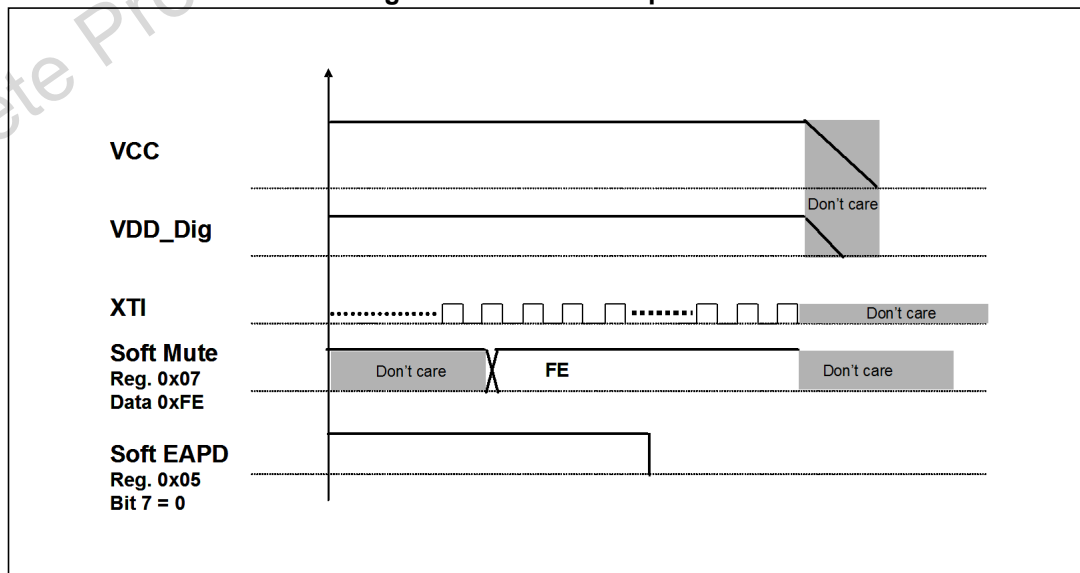 VCC
Don't care
VDD_Dig
XTI
Don't care
Soft Mute
Reg. 0x07
Data 0xFE
Don't care
FE
Don't care
Soft EAPD
Reg. 0x05
Bit 7 = 0